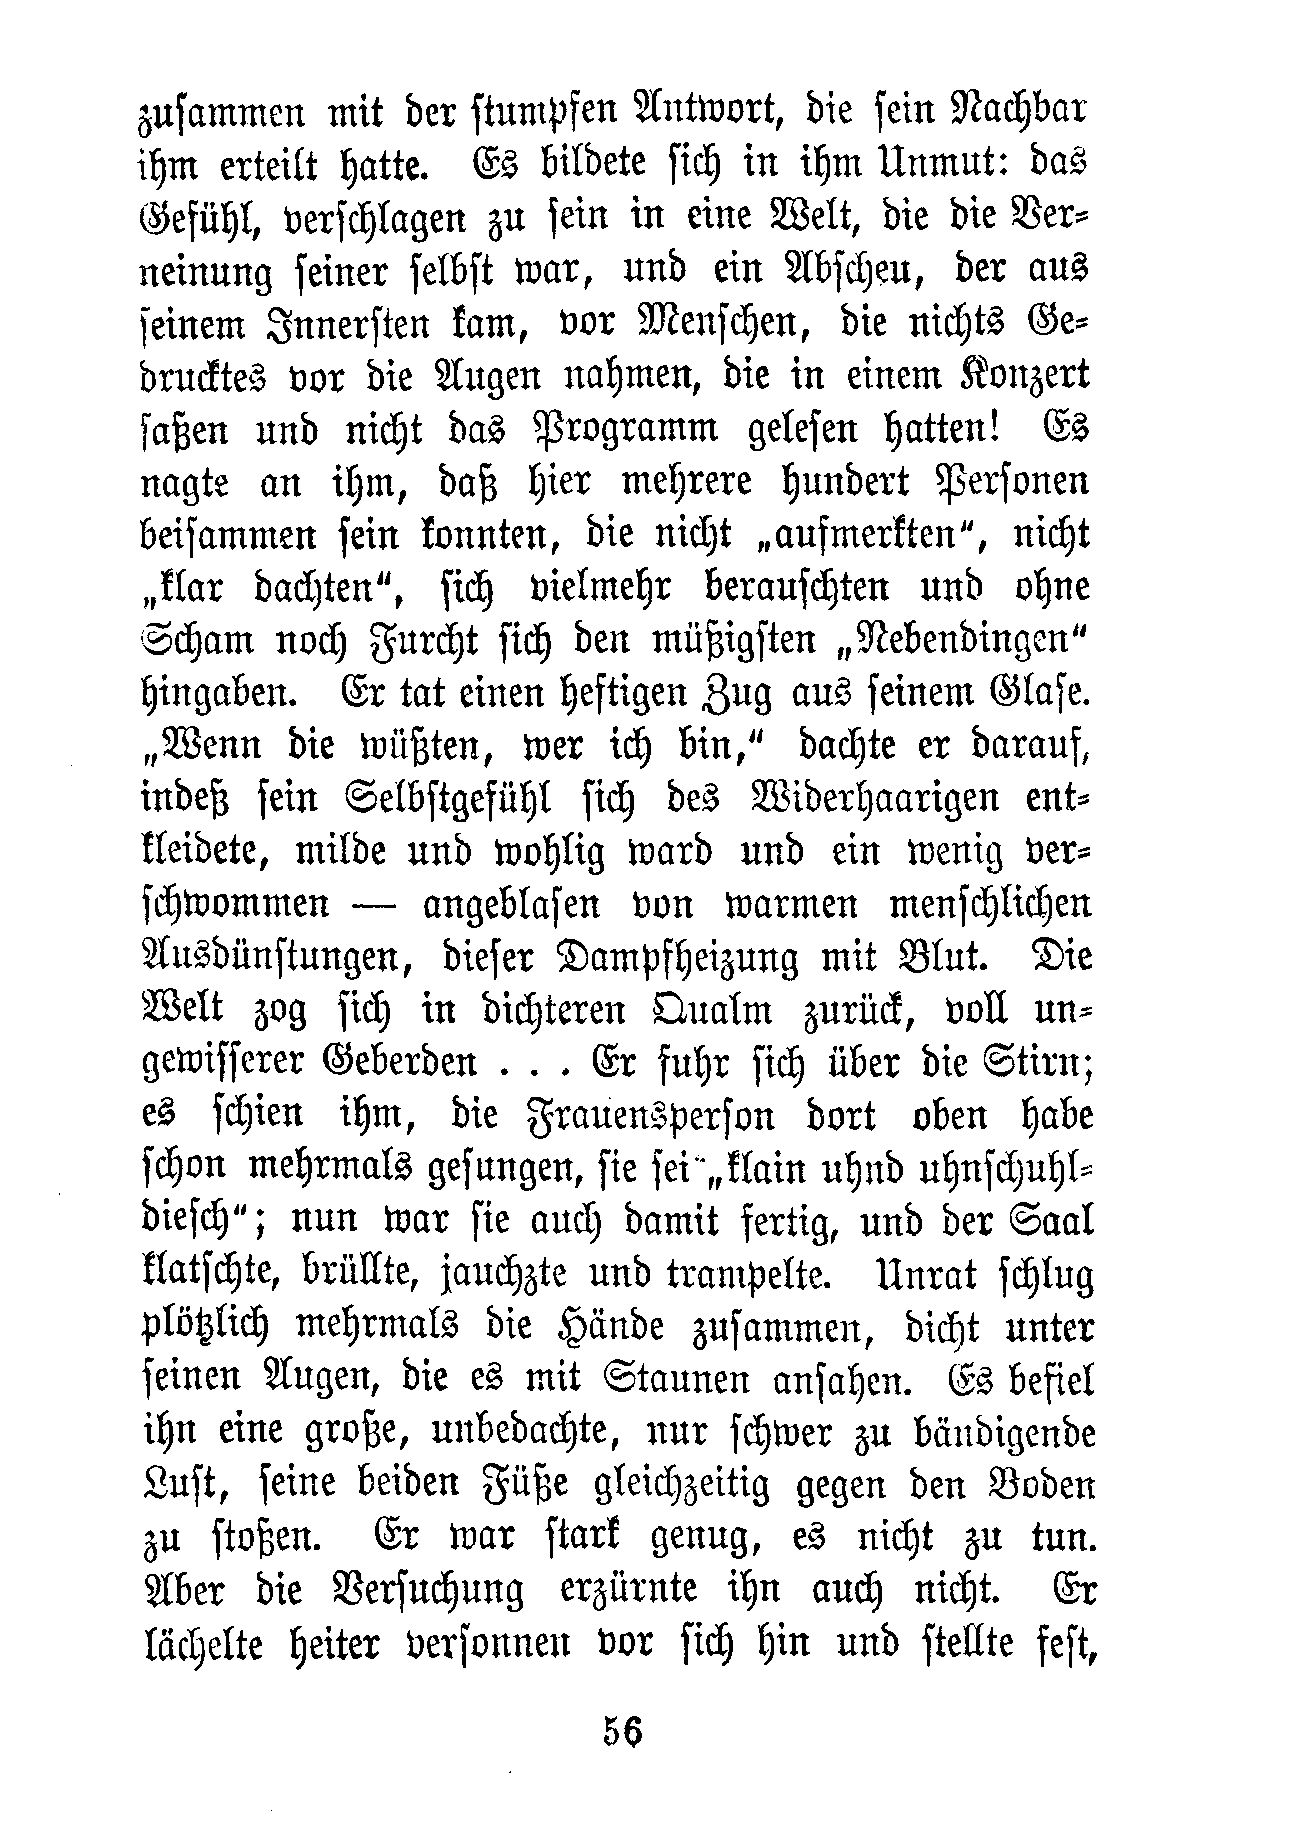 zusammen mit der stumpfen Antwort, die sein Nachbar
ihm erteilt hatte. Es bildete sich in ihm Unmut: das
Gefühl, verschlagen zu sein in eine Welt, die die Ver-
neinung seiner selbst war, und ein Abscheu, der aus
seinem Innersten kam, vor Menschen, die nichts Ge-
drucktes vor die Augen nahmen, die in einem Konzert
saßen und nicht das Programm gelesen hatten! Es
nagte an ihm, daß hier mehrere hundert Personen
beisammen sein konnten, die nicht „aufmerkten“, nicht
„klar dachten“, sich vielmehr berauschten und ohne
Scham noch Furcht sich den müßigsten „Nebendingen“
hingaben. Er tat einen heftigen Zug aus seinem Glase.
„Wenn die wüßten, wer ich bin,“ dachte er darauf,
indeß sein Selbstgefühl sich des Widerhaarigen ent-
kleidete, milde und wohlig ward und ein wenig ver-
schwommen — angeblasen von warmen menschlichen
Ausdünstungen, dieser Dampfheizung mit Blut. Die
Welt zog sich in dichteren Qualm zurück, voll un-
gewisserer Geberden . . . Er fuhr sich über die Stirn;
es schien ihm, die Frauensperson dort oben habe
schon mehrmals gesungen, sie sei „klain uhnd uhnschuhl-
diesch“; nun war sie auch damit fertig, und der Saal
klatschte, brüllte, jauchzte und trampelte. Unrat schlug
plötzlich mehrmals die Hände zusammen, dicht unter
seinen Augen, die es mit Staunen ansahen. Es befiel
ihn eine große, unbedachte, nur schwer zu bändigende
Lust, seine beiden Füße gleichzeitig gegen den Boden
zu stoßen. Er war stark genug, es nicht zu tun.
Aber die Versuchung erzürnte ihn auch nicht. Er
lächelte heiter versonnen vor sich hin und stellte fest,
56